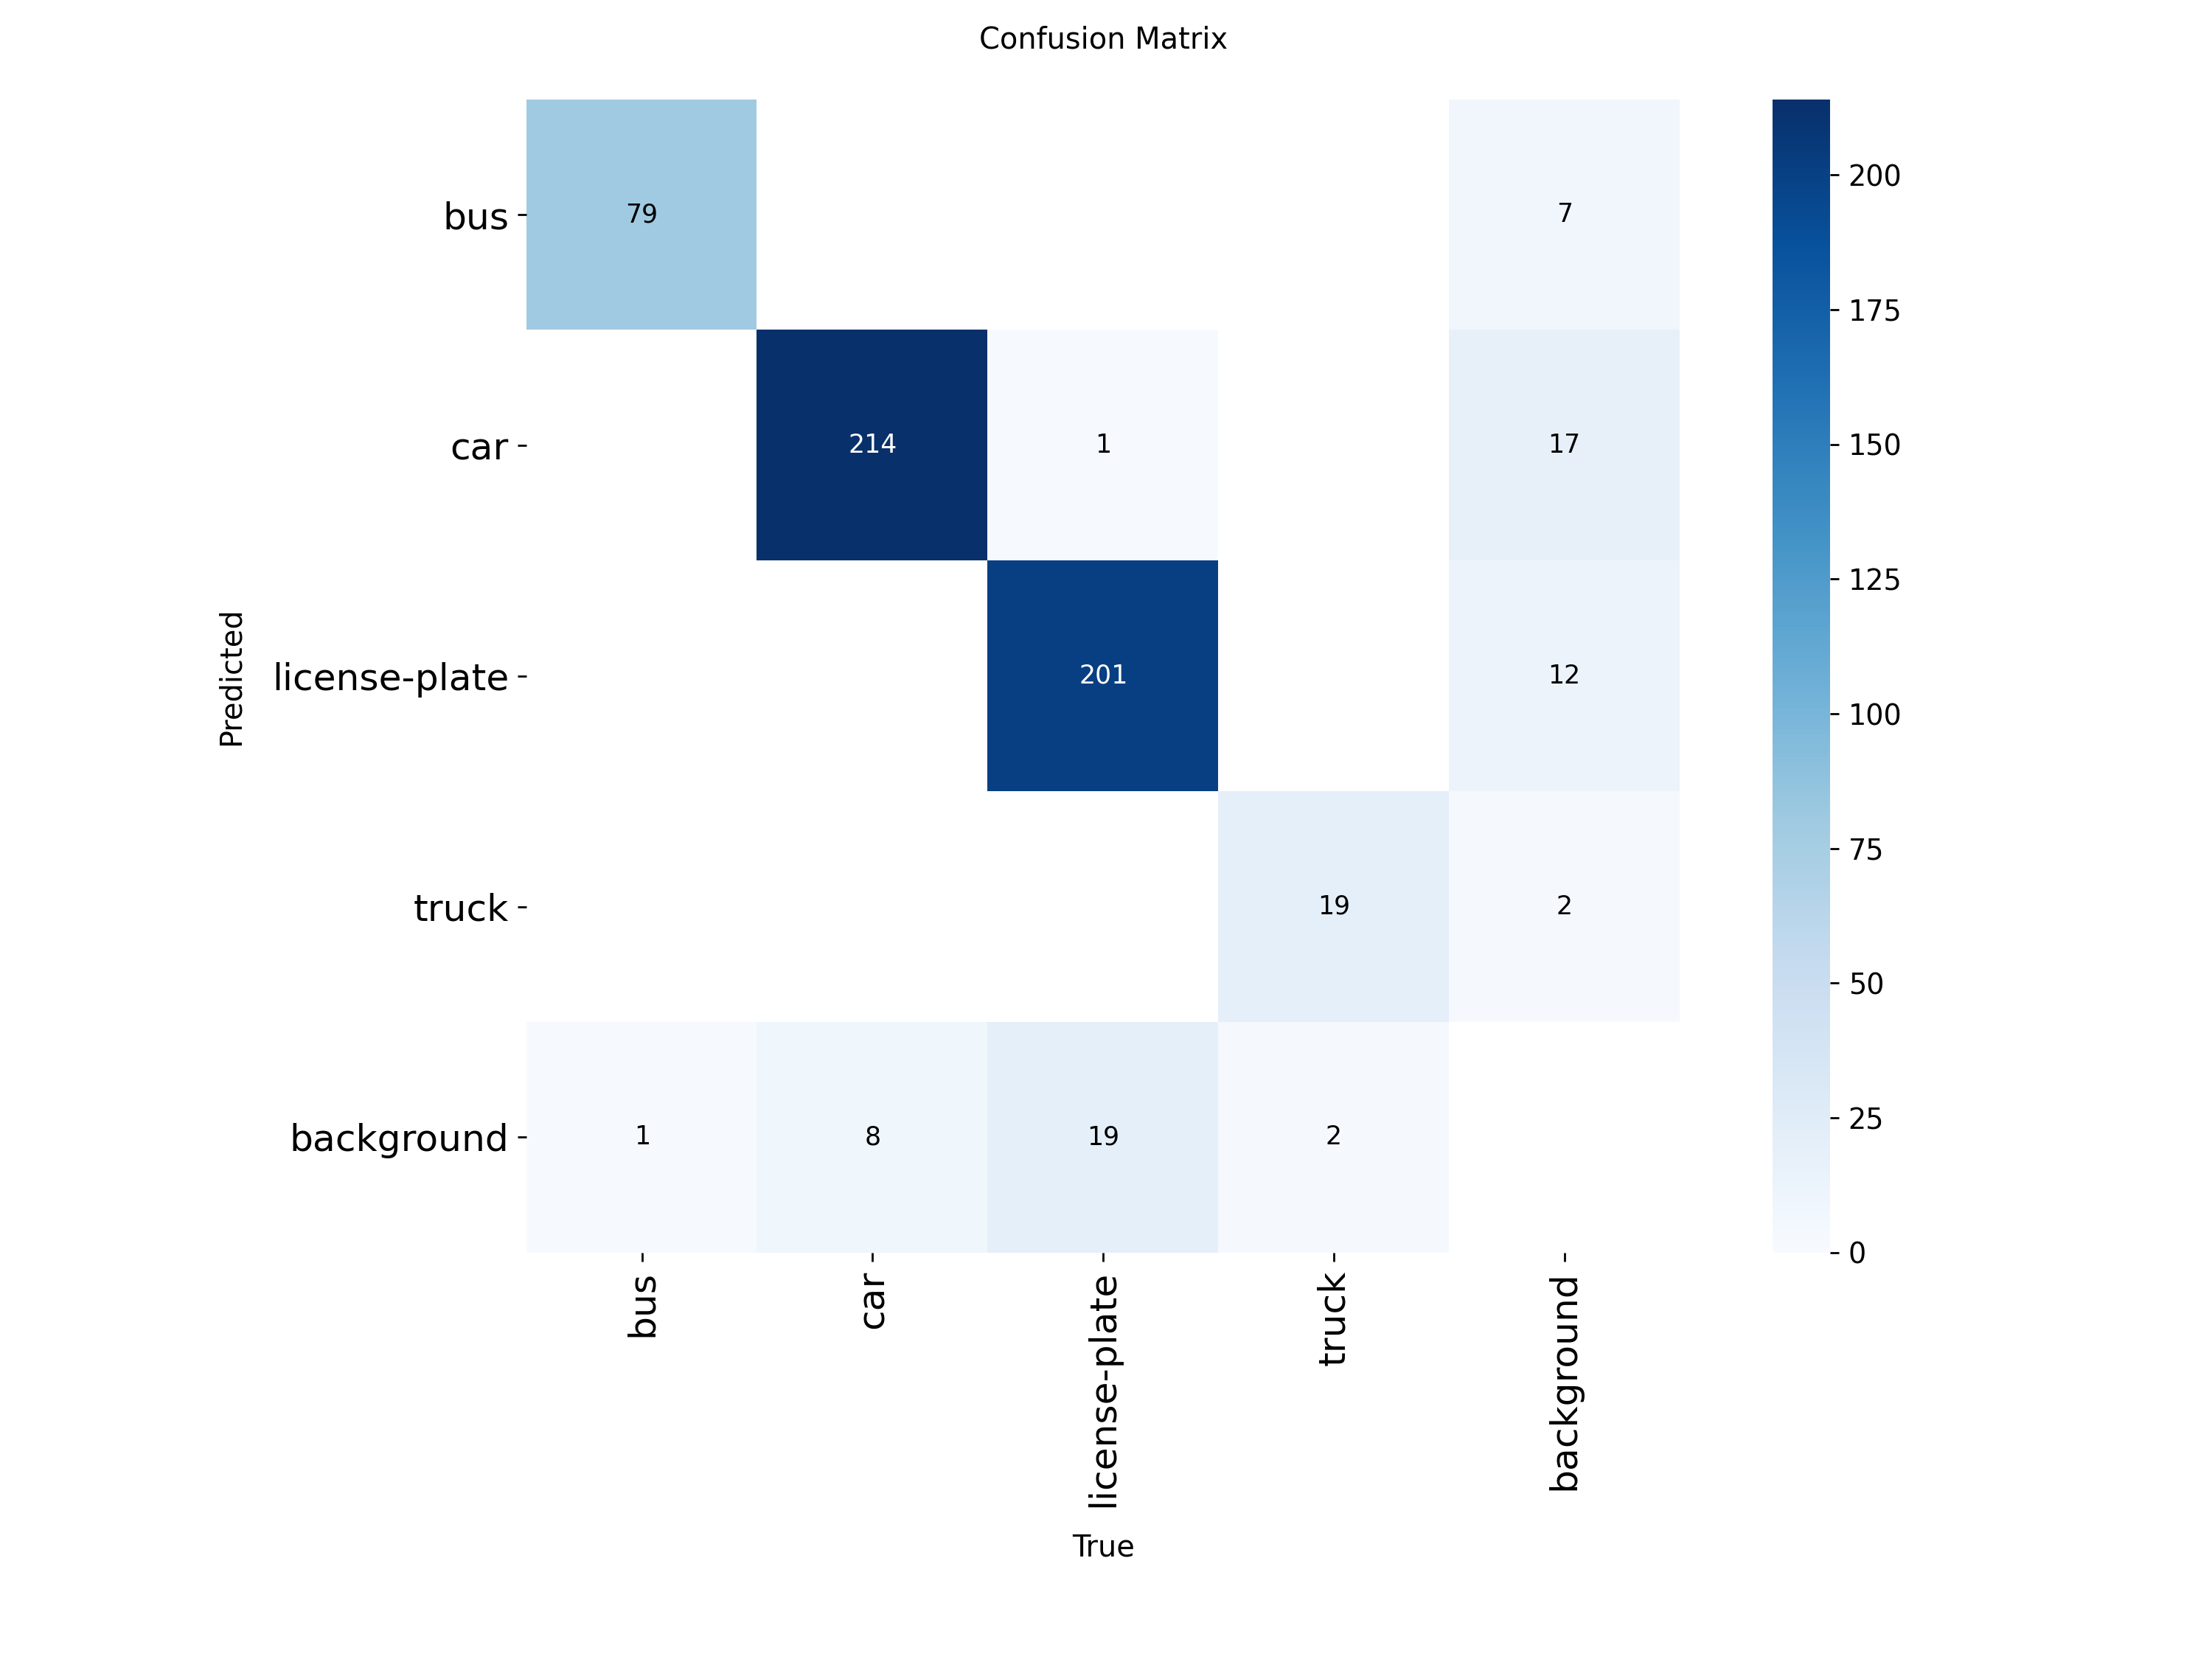 Confusion Matrix
bus
79
7
car
214
1
17
license-plate
201
12
truck
19
2
background
1
8
19
2
Predicted
bus
car
license-plate
truck
background
True
200
175
150
125
100
75
50
25
0